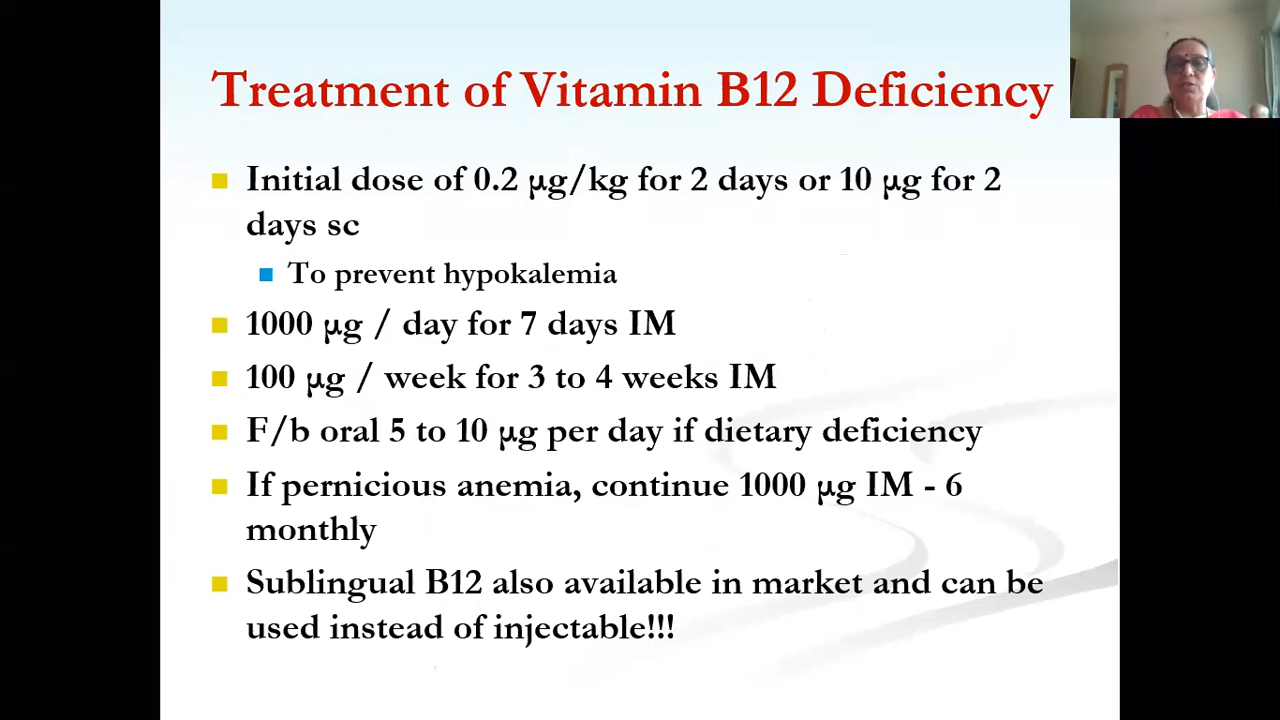 Treatment of Vitamin B12 Deficiency
Initial dose of 0.2 µg/kg for 2 days or 10 µg for 2
days sc
To prevent hypokalemia
1000 µg / day for 7 days IM
100 µg / week for 3 to 4 weeks IM
F/b oral 5 to 10 µg per day if dietary deficiency
If pernicious anemia, continue 1000 µg IM - 6
monthly
Sublingual B12 also available in market and can be
used instead of injectable!!!